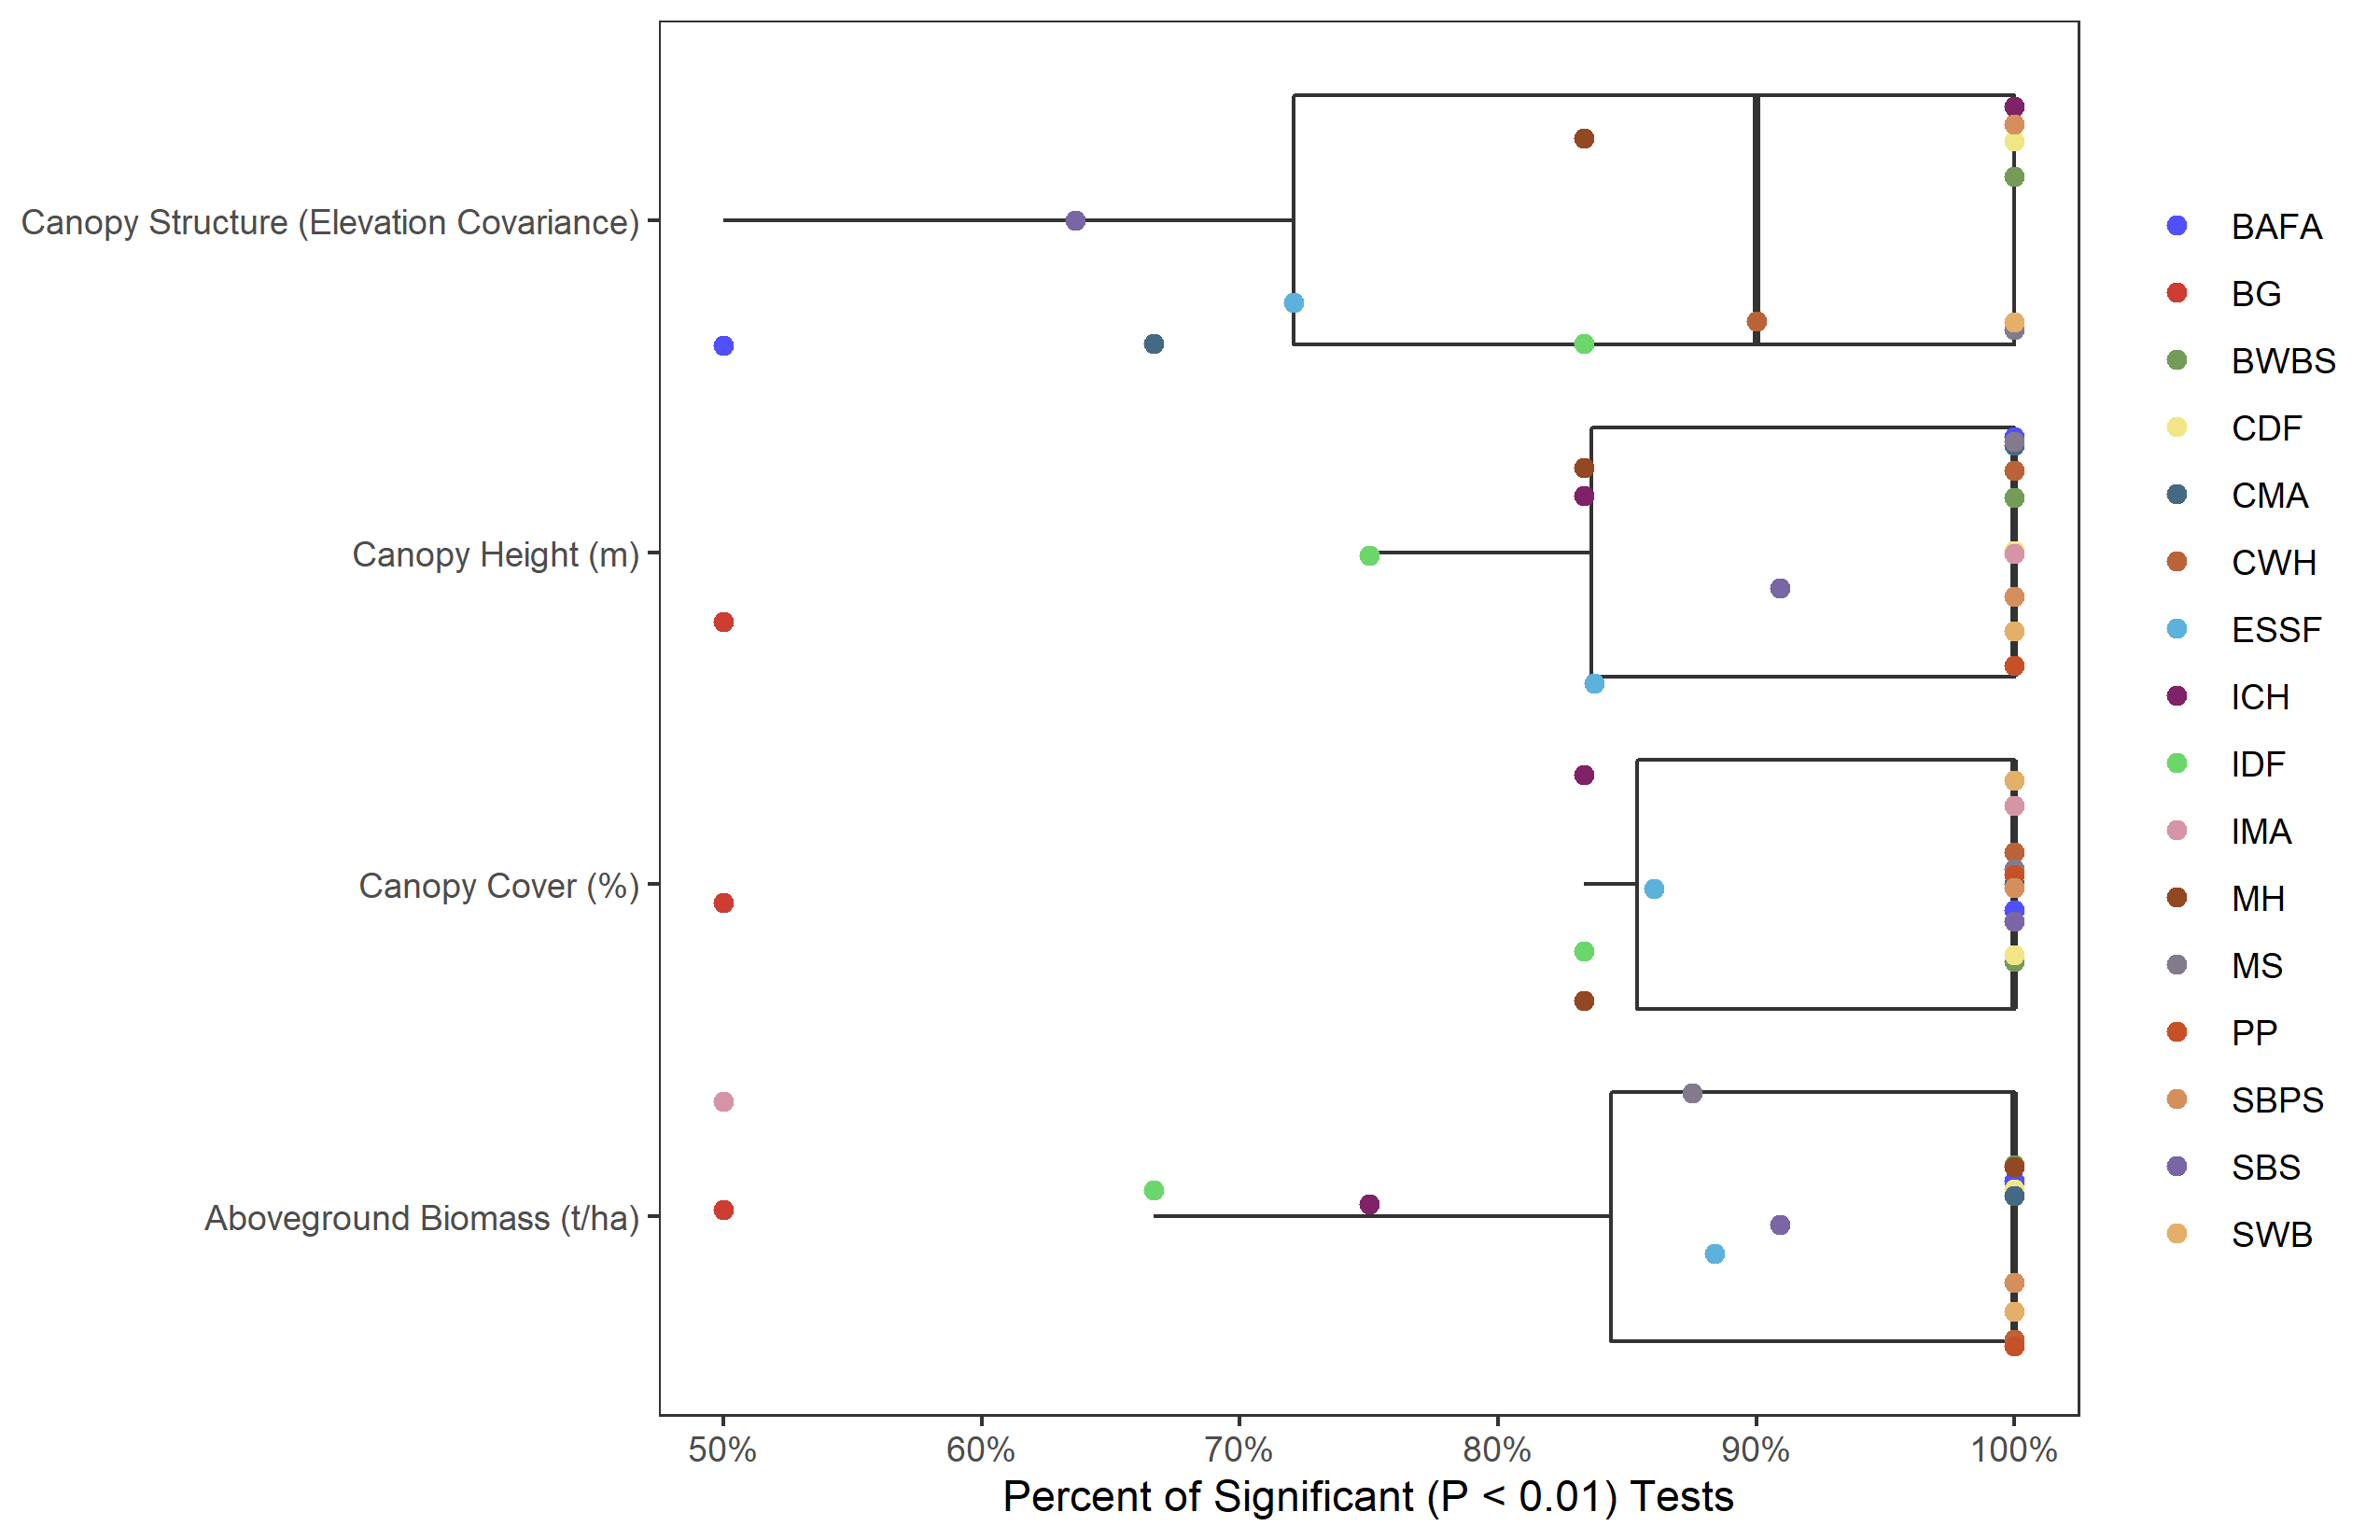 Canopy Structure (Elevation Covariance)
Canopy Height (m)
Canopy Cover (%)
Aboveground Biomass (t/ha)
50%
60%
70%
80%
90%
100%
Percent of Significant (P < 0.01) Tests
BAFA
BG
BWBS
CDF
CMA
CWH
ESSF
ICH
IDF
IMA
MH
MS
PP
SBPS
SBS
SWB